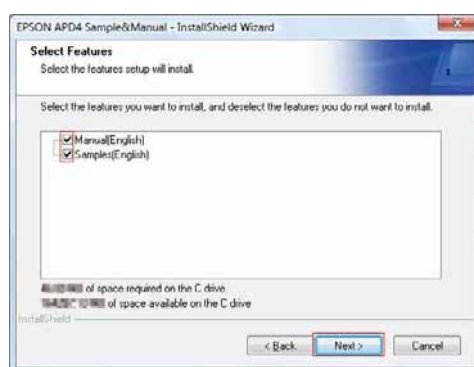 EPSON APD4 Sample&Manual - InstallShield Wizard
Select Features
Select the features setup will install.
Select the features you want to install, and deselect the features you do not want to install.
Manual(English)
Samples(English)
of space required on the C drive
of space available on the C drive
InstallShield
< Back
Next >
Cancel